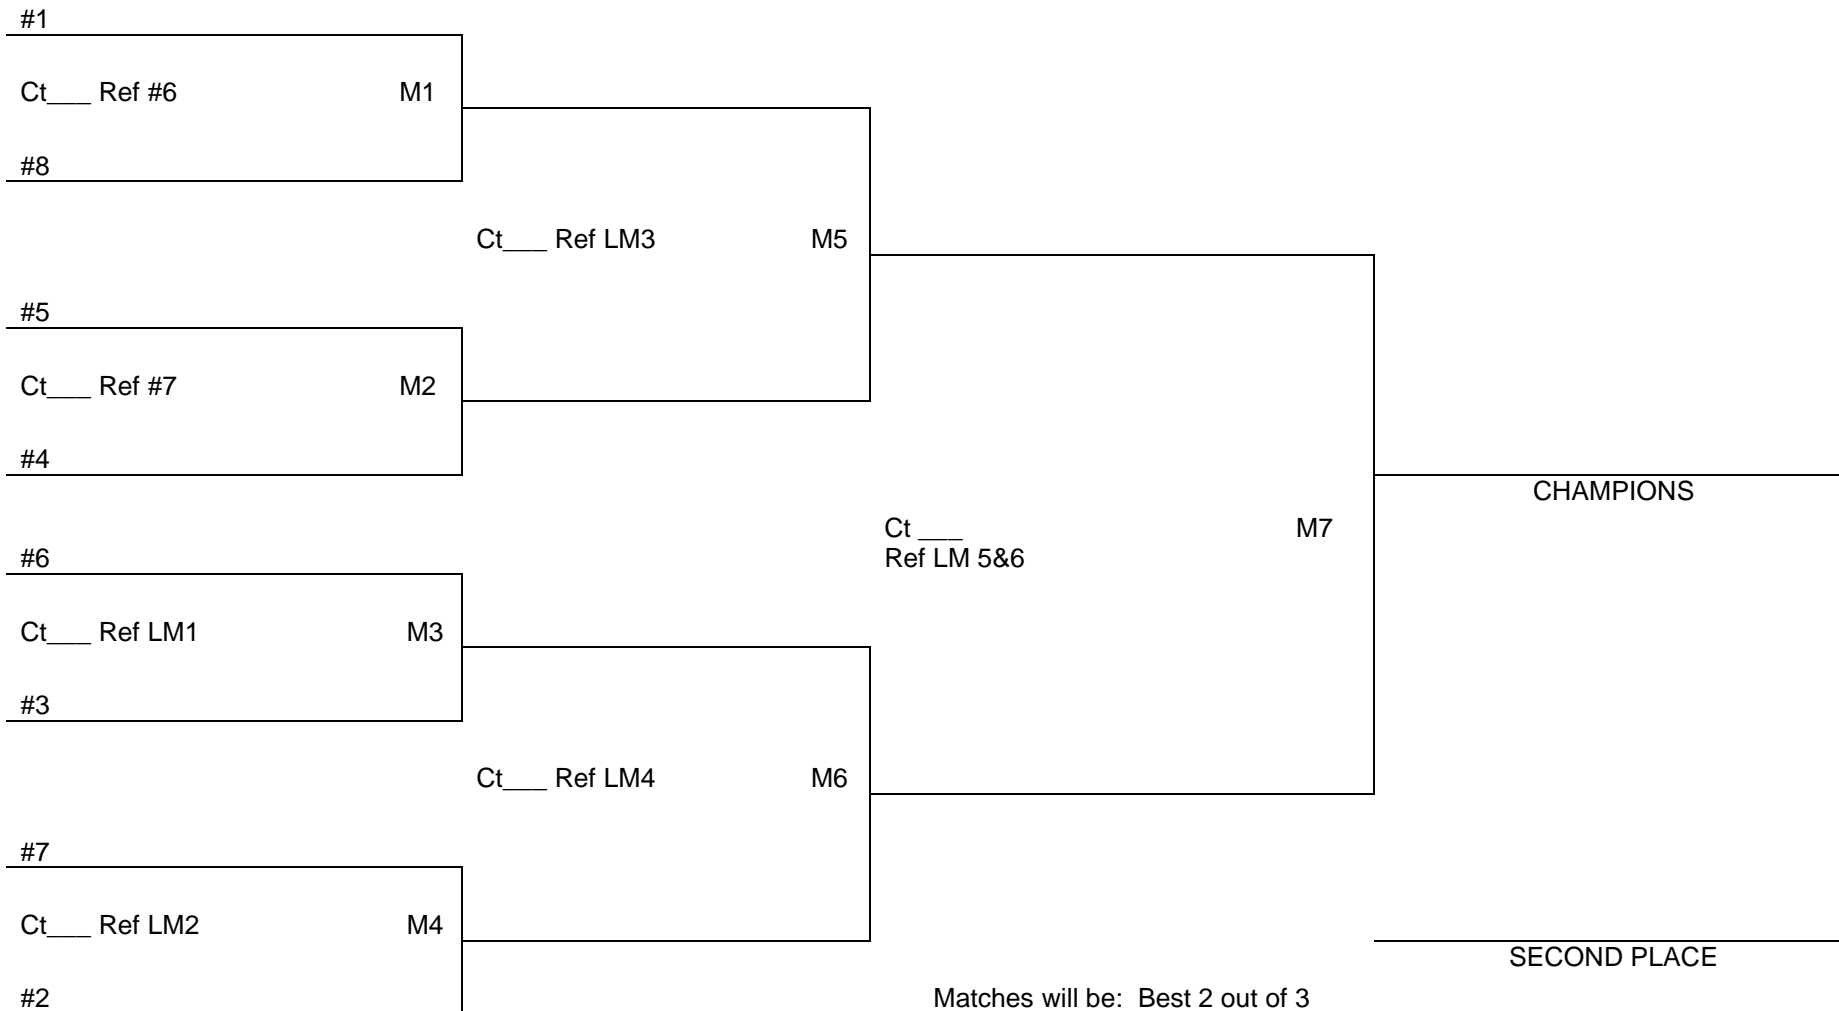 #1
Ct___ Ref #6 M1
#8
Ct___ Ref LM3 M5
#5
Ct___ Ref #7 M2
#4
CHAMPIONS
Ct ___ M7
Ref LM 5&6
#6
Ct___ Ref LM1 M3
#3
Ct___ Ref LM4 M6
#7
Ct___ Ref LM2 M4
SECOND PLACE
#2
Matches will be: Best 2 out of 3